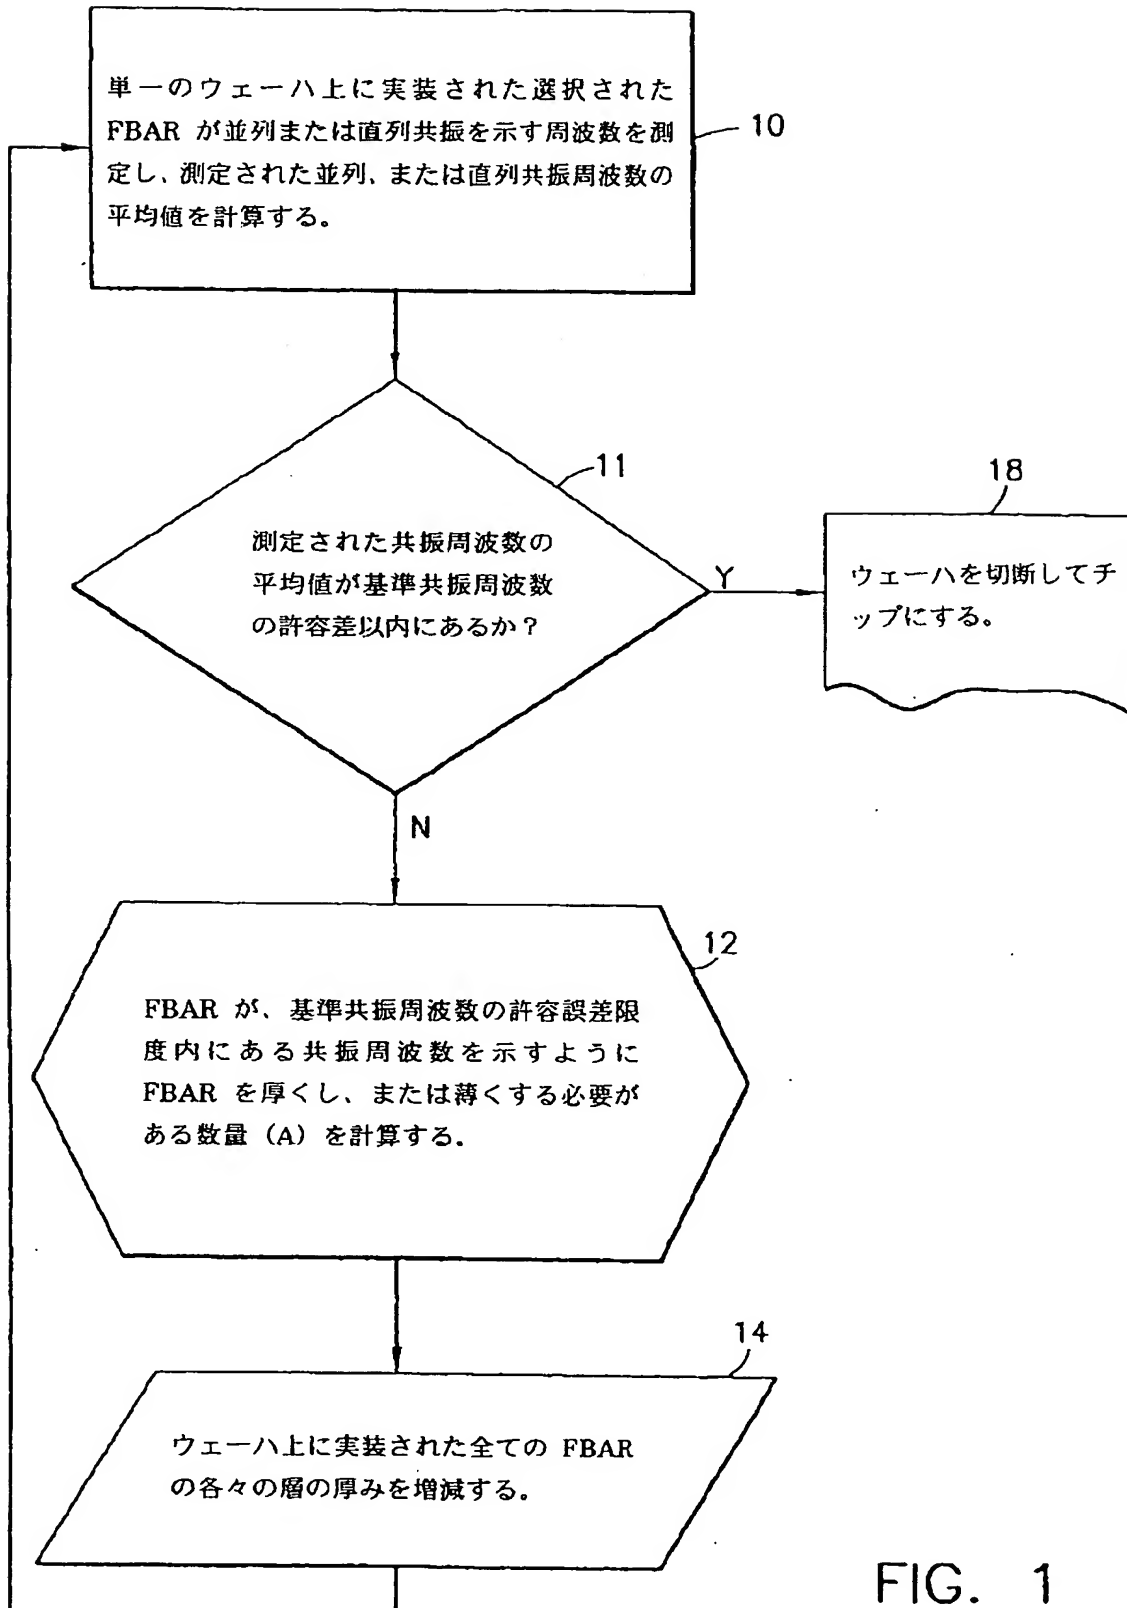 単一のウェーハ上に実装された選択された
FBAR が並列または直列共振を示す周波数を測
定し、測定された並列、または直列共振周波数の
平均値を計算する。
10
11
測定された共振周波数の
平均値が基準共振周波数
の許容差以内にあるか？
Y
18
ウェーハを切断してチ
ップにする。
N
12
FBAR が、基準共振周波数の許容誤差限
度内にある共振周波数を示すように
FBAR を厚くし、または薄くする必要が
ある数量（A）を計算する。
14
ウェーハ上に実装された全ての FBAR
の各々の層の厚みを増減する。
FIG. 1